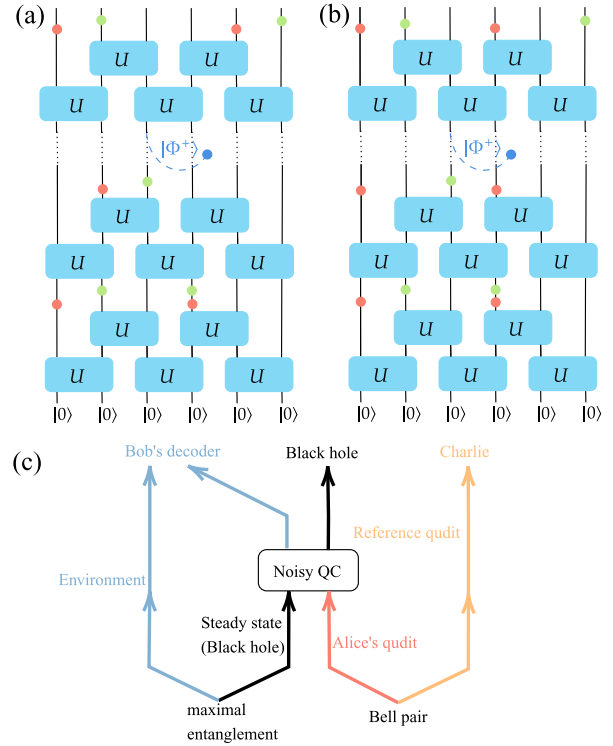 (a)
(b)
U U U U
U U U U U U
|Φ⁺⟩ |Φ⁺⟩
U U U U
U U U U U U
U U U U
U U U U U U
|0⟩ |0⟩ |0⟩ |0⟩ |0⟩ |0⟩ |0⟩ |0⟩ |0⟩ |0⟩ |0⟩ |0⟩
(c)
Bob's decoder
Black hole
Charlie
Reference qudit
Noisy QC
Environment
Steady state
(Black hole)
Alice's qudit
maximal
entanglement
Bell pair